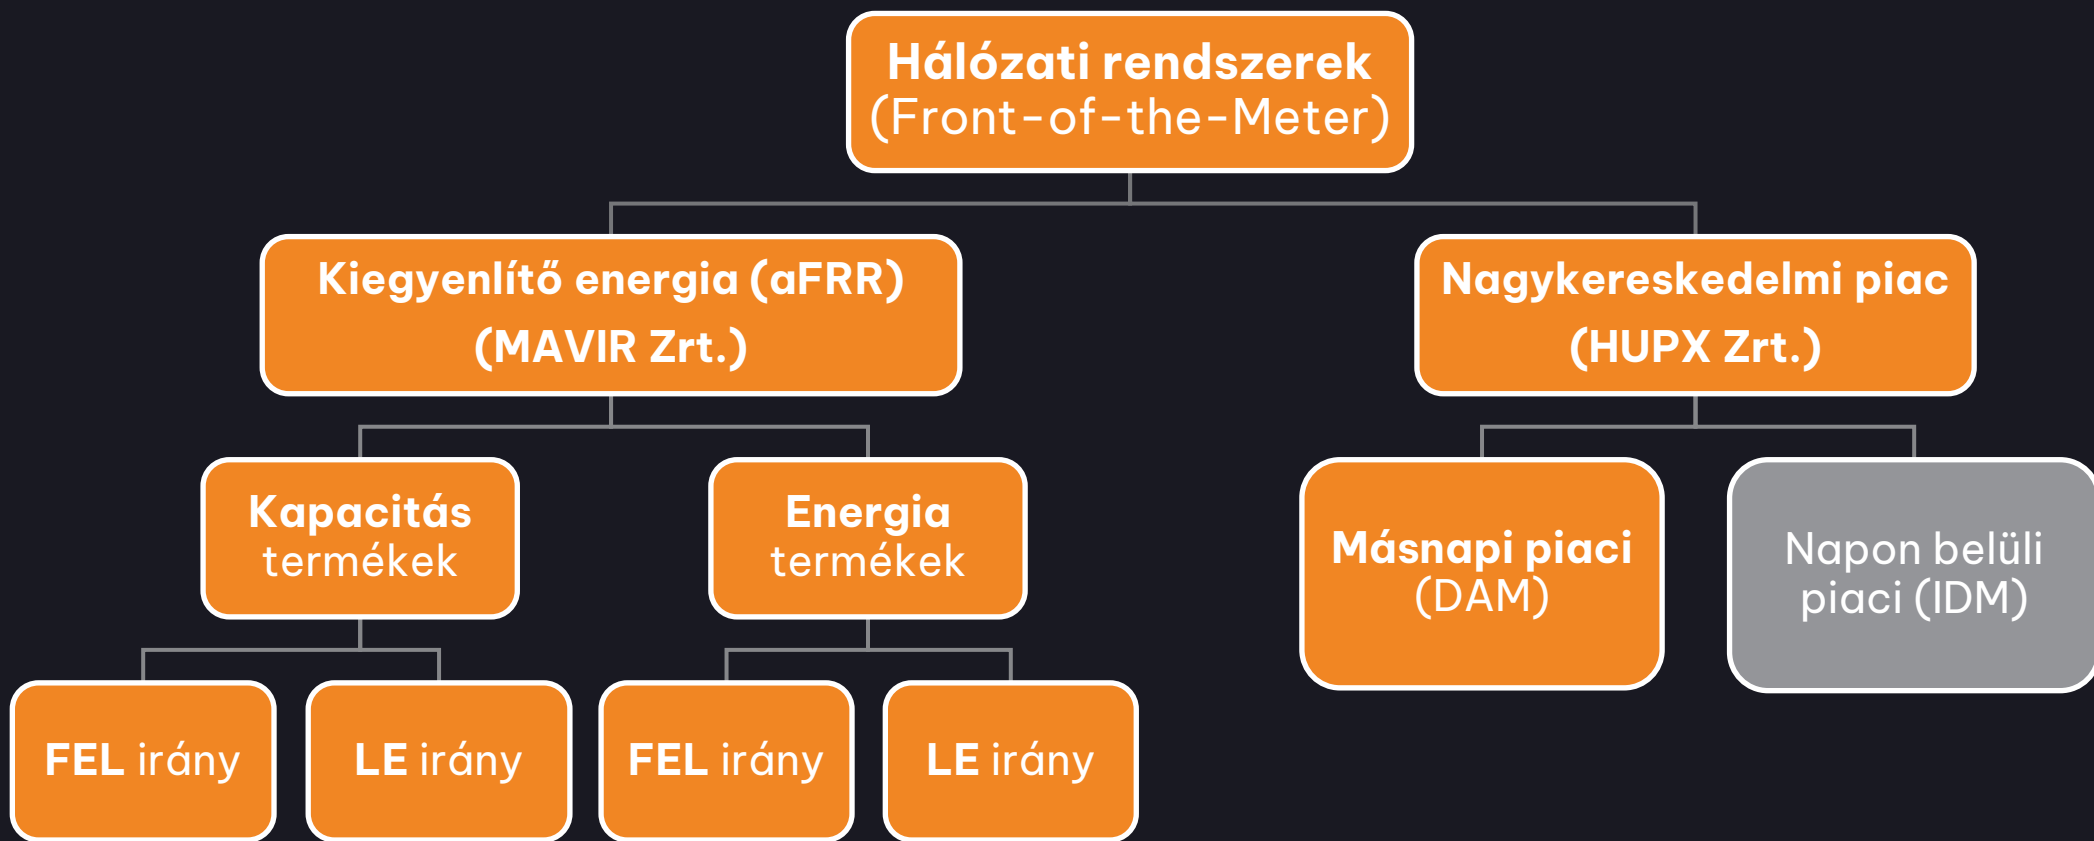 Hálózati rendszerek
(Front-of-the-Meter)
Kiegyenlítő energia (aFRR)
(MAVIR Zrt.)
Nagykereskedelmi piac
(HUPX Zrt.)
Kapacitás
termékek
Energia
termékek
Másnapi piaci
(DAM)
Napon belüli
piaci (IDM)
FEL irány
LE irány
FEL irány
LE irány